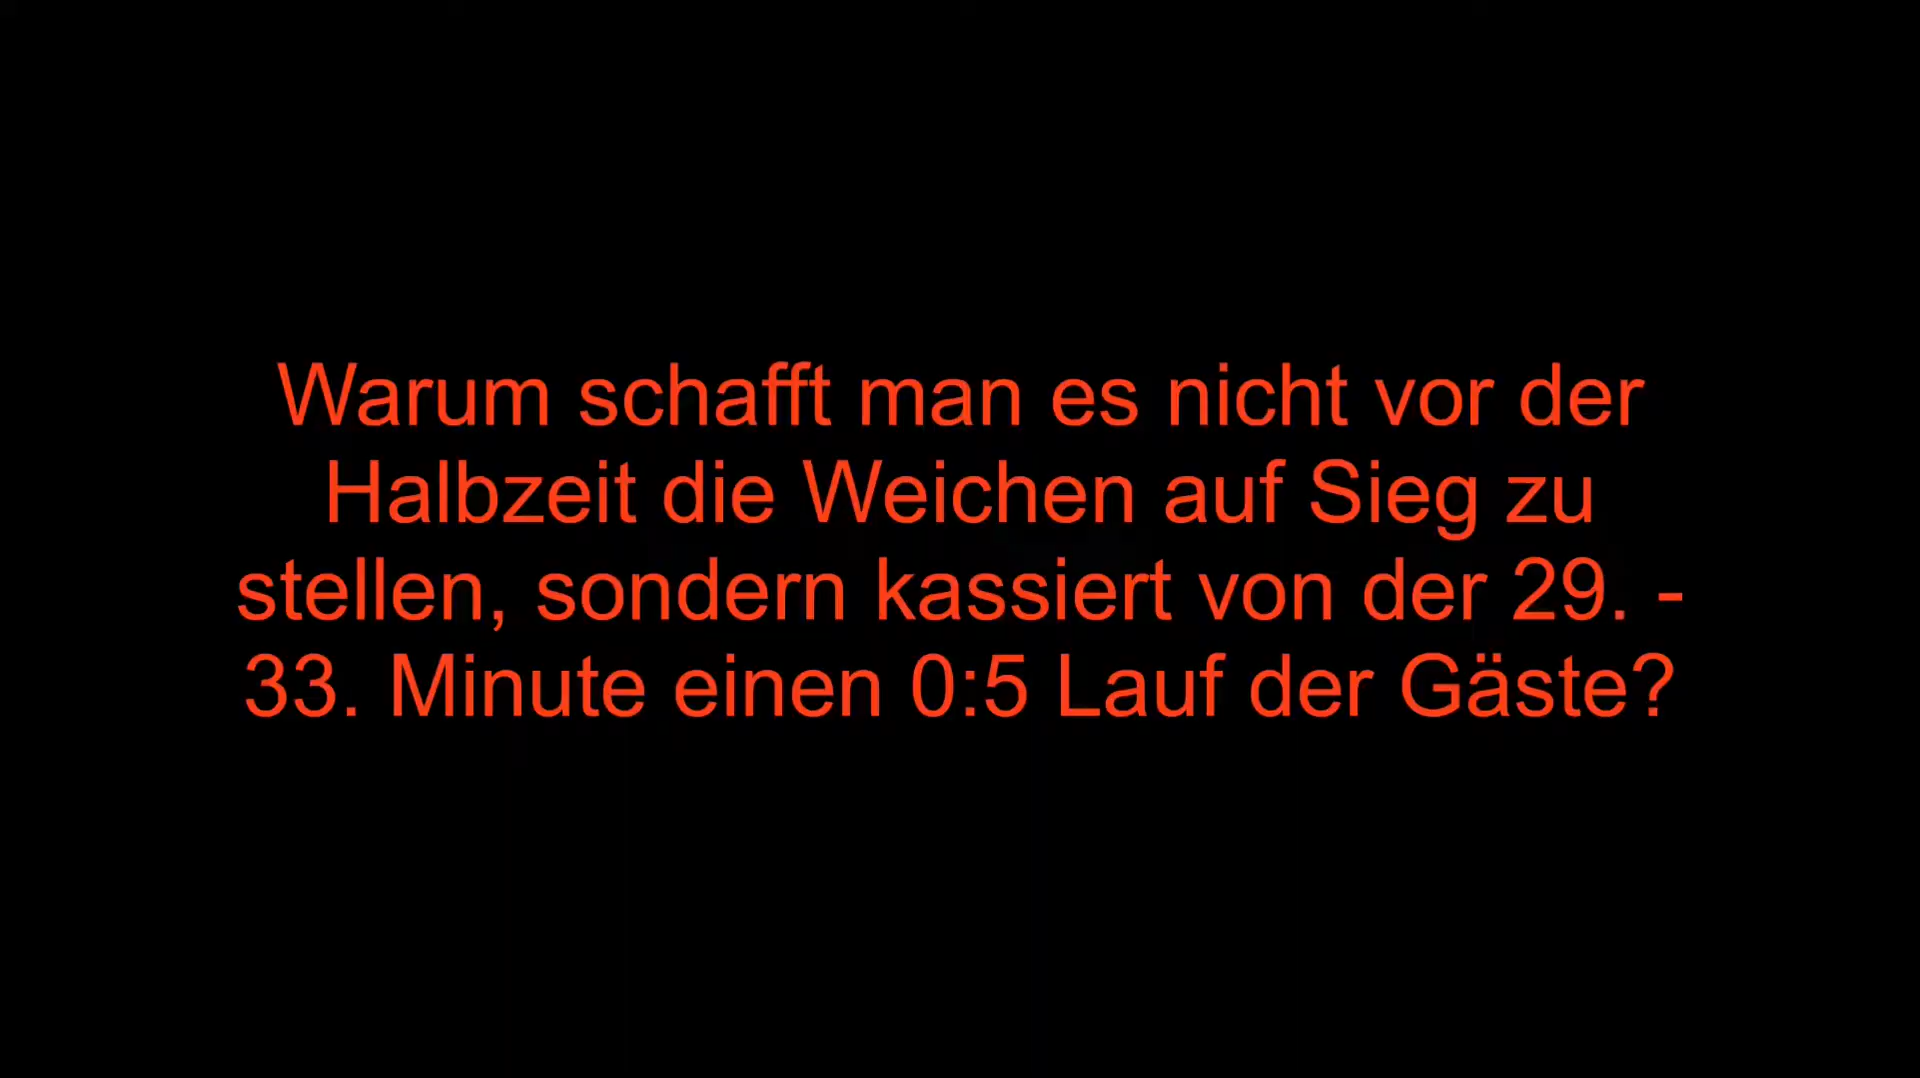 Warum schafft man es nicht vor der
Halbzeit die Weichen auf Sieg zu
stellen, sondern kassiert von der 29. -
33. Minute einen 0:5 Lauf der Gäste?